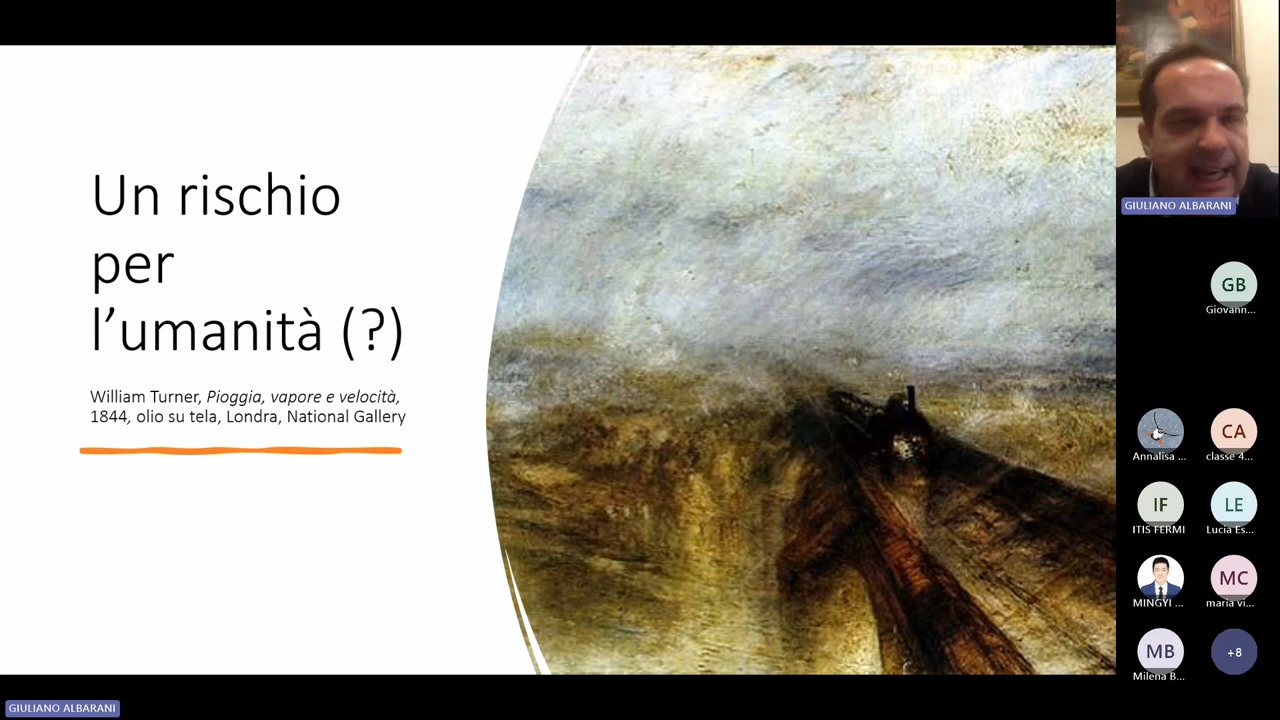 Un rischio
per
l’umanità (?)
William Turner, Pioggia, vapore e velocità,
1844, olio su tela, Londra, National Gallery
GIULIANO ALBARANI
GB
Giovann...
Annalisa ...
CA
classe 4...
IF
ITIS FERMI
LE
Lucia Es...
MINGYI ...
MC
maria vi...
MB
Milena B...
+8
GIULIANO ALBARANI